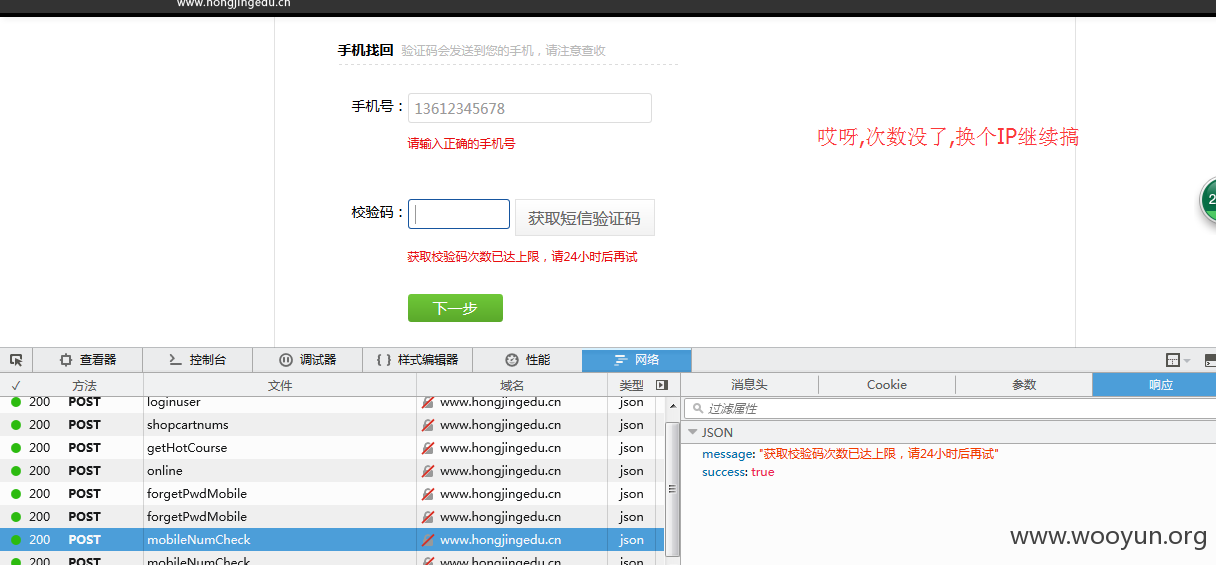 www.hongjingedu.cn
手机找回 验证码会发送到您的手机，请注意查收
手机号： 13612345678
请输入正确的手机号
哎呀,次数没了,换个IP继续搞
校验码： 获取短信验证码
获取校验码次数已达上限，请24小时后再试
下一步
2
查看器 控制台 调试器 { } 样式编辑器 性能 网络
✓ 方法 文件 域名 类型 消息头 Cookie 参数 响应
200 POST loginuser www.hongjingedu.cn json
过滤属性
200 POST shopcartnums www.hongjingedu.cn json
JSON
200 POST getHotCourse www.hongjingedu.cn json
message: "获取校验码次数已达上限，请24小时后再试"
200 POST online www.hongjingedu.cn json
success: true
200 POST forgetPwdMobile www.hongjingedu.cn json
200 POST forgetPwdMobile www.hongjingedu.cn json
200 POST mobileNumCheck www.hongjingedu.cn json
200 POST mobileNumCheck www.hongjingedu.cn json
www.wooyun.org